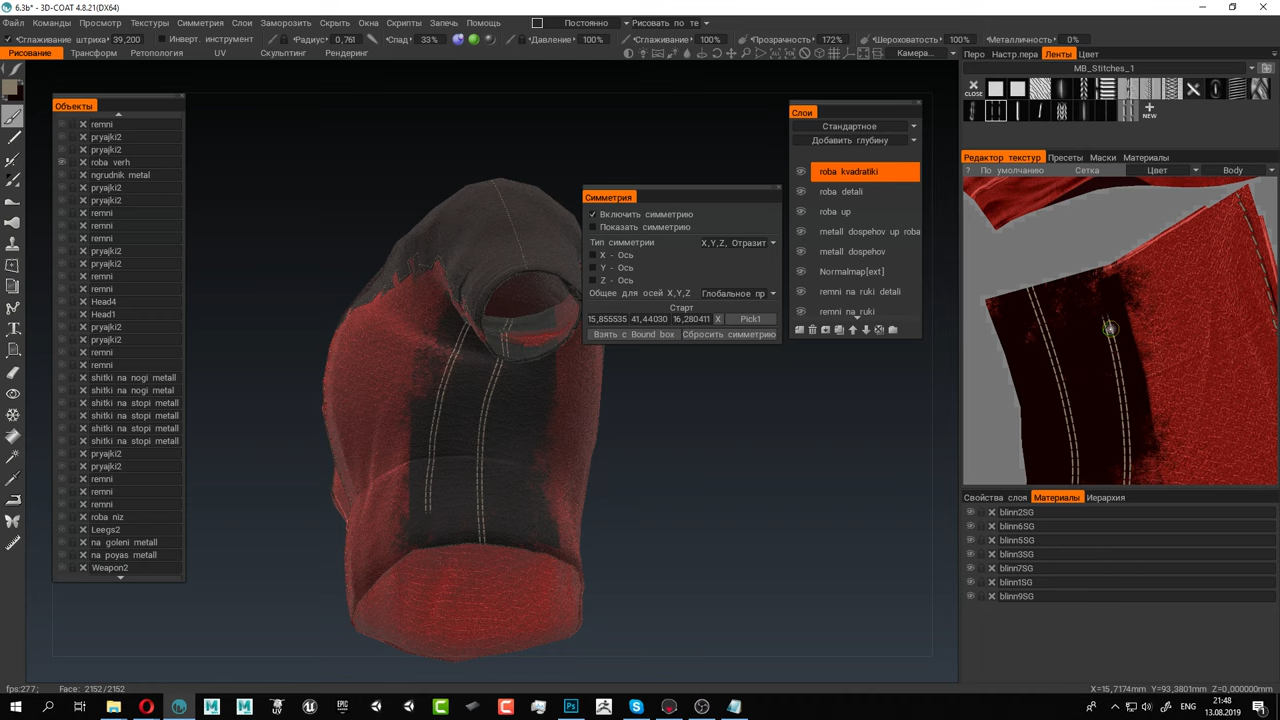 6.3b* - 3D-COAT 4.8.21(DX64)
Файл Команды Просмотр Текстуры Симметрия Слои Заморозить Скрыть Окна Скрипты Запечь Помощь Постоянно Рисовать по те
Сглаживание штриха 39,200 Инверт. инструмент Радиус 0,761 Спад 33% Давление 100% Сглаживание 100% Прозрачность 172% Шероховатость 100% Металличность 0%
Рисование Трансформ Ретопология UV Скульптинг Рендеринг Камера...
Перо Настр.пера Ленты Цвет
MB_Stitches_1
CLOSE
NEW
Объекты
remni
pryajki2
pryajki2
roba verh
ngrudnik metal
pryajki2
pryajki2
remni
remni
remni
pryajki2
pryajki2
remni
remni
Head4
Head1
pryajki2
pryajki2
remni
remni
shitki na nogi metall
shitki na nogi metal
shitki na stopi metall
shitki na stopi metall
shitki na stopi metall
shitki na stopi metall
pryajki2
pryajki2
remni
remni
remni
roba niz
Leegs2
na goleni metall
na poyas metall
Weapon2
Симметрия
Включить симметрию
Показать симметрию
Тип симметрии X,Y,Z, Отразит
X - Ось
Y - Ось
Z - Ось
Общее для осей X,Y,Z Глобальное пр
Старт
15,855535 41,44030 16,280411 X Pick1
Взять с Bound box Сбросить симметрию
Слои
Стандартное
Добавить глубину
roba kvadratiki
roba detali
roba up
metall dospehov up roba
metall dospehov
Normalmap[ext]
remni na ruki detali
remni na ruki
Редактор текстур Пресеты Маски Материалы
? По умолчанию Сетка Цвет Body
Свойства слоя Материалы Иерархия
blinn2SG
blinn6SG
blinn5SG
blinn3SG
blinn7SG
blinn1SG
blinn9SG
fps:277; Face: 2152/2152
X=15,7174mm Y=93,3801mm Z=0,000000mm
ENG
21:48
13.08.2019